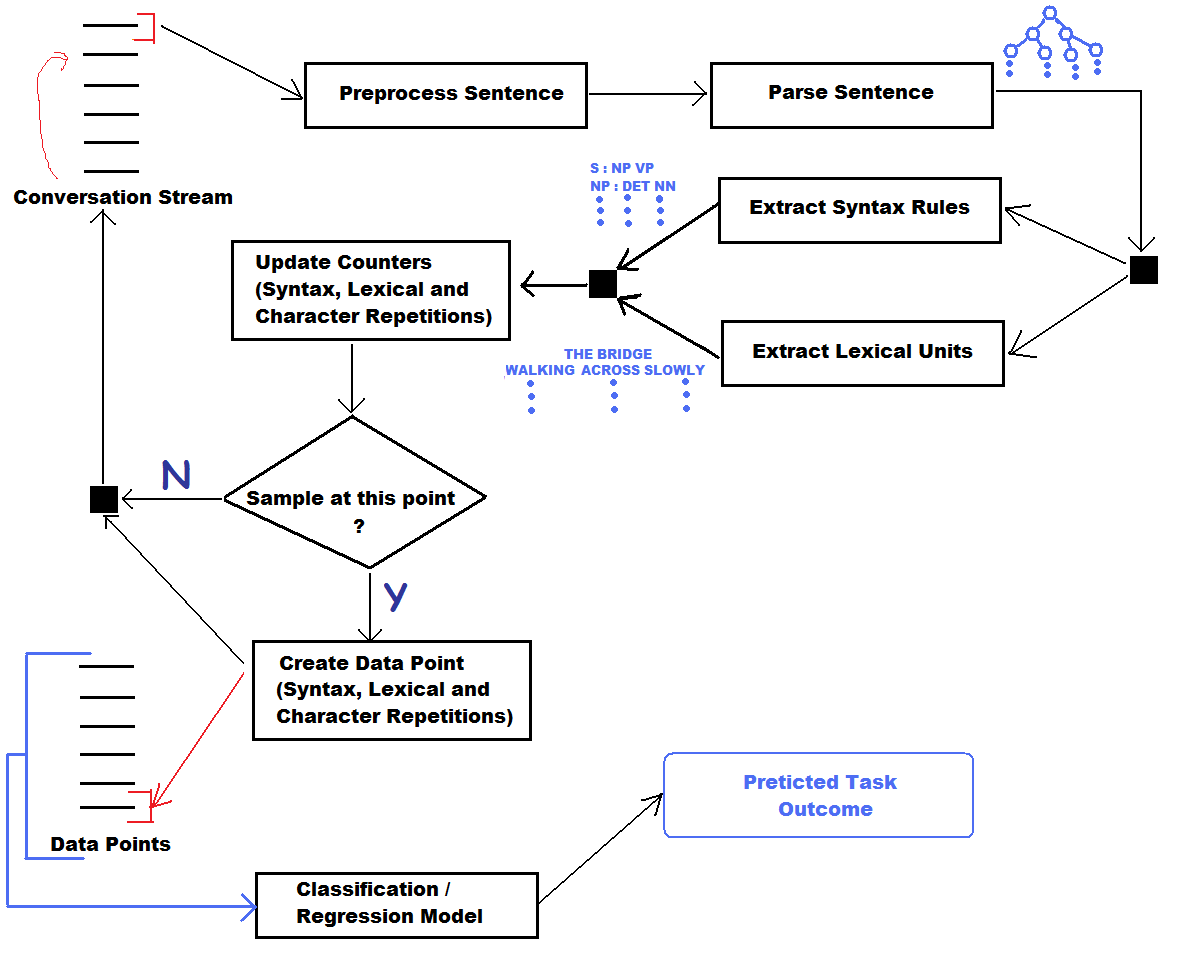 Preprocess Sentence
Parse Sentence
Conversation Stream
S : NP VP
NP : DET NN
Extract Syntax Rules
Update Counters
(Syntax, Lexical and
Character Repetitions)
Extract Lexical Units
THE BRIDGE
WALKING ACROSS SLOWLY
N
Sample at this point
?
Y
Create Data Point
(Syntax, Lexical and
Character Repetitions)
Data Points
Preticted Task
Outcome
Classification /
Regression Model